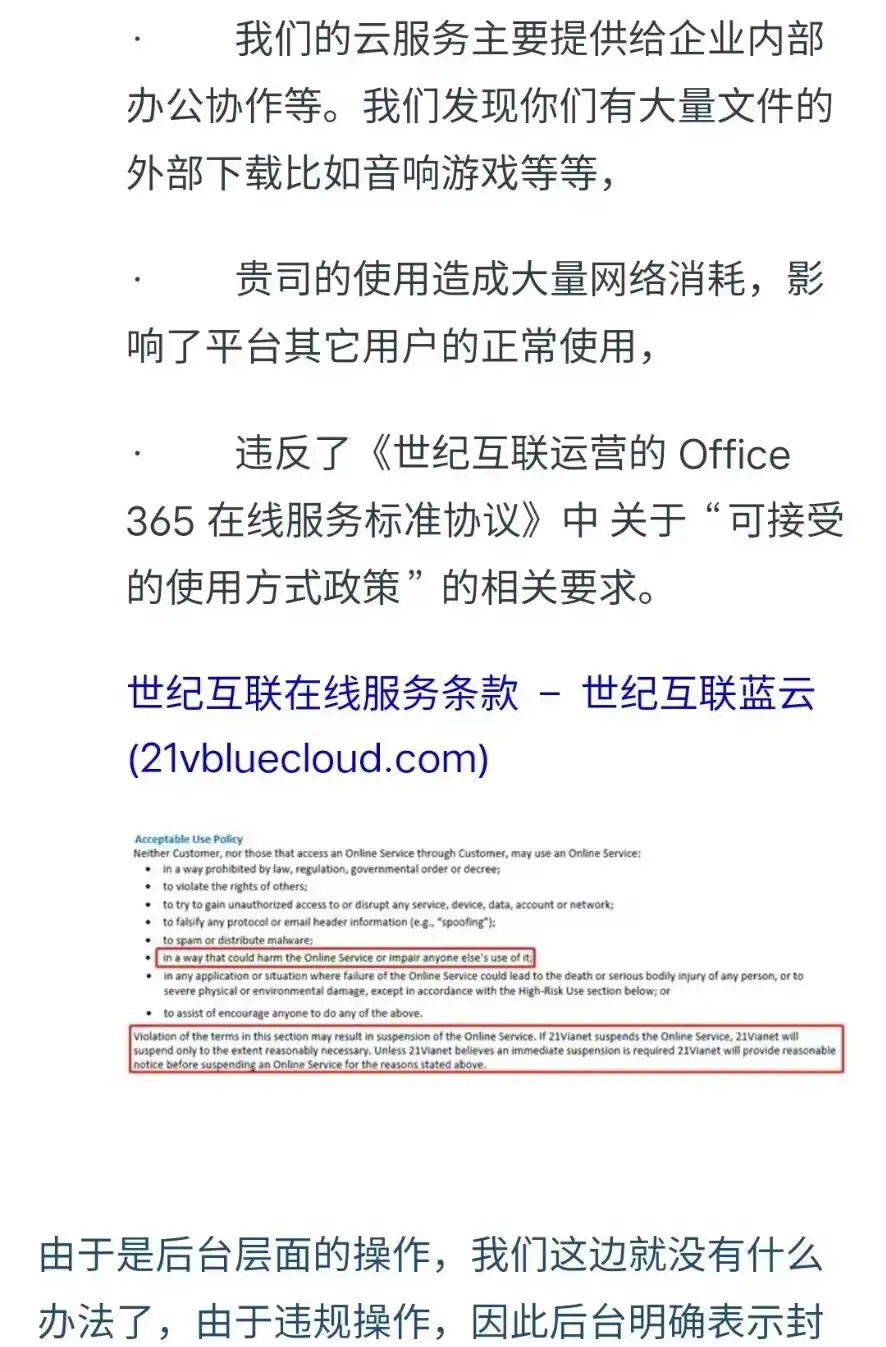 · 我们的云服务主要提供给企业内部
办公协作等。我们发现你们有大量文件的
外部下载比如音响游戏等等，
· 贵司的使用造成大量网络消耗，影
响了平台其它用户的正常使用，
· 违反了《世纪互联运营的 Office
365 在线服务标准协议》中 关于“可接受
的使用方式政策”的相关要求。
世纪互联在线服务条款 – 世纪互联蓝云
(21vbluecloud.com)
Acceptable Use Policy
Neither Customer, nor those that access an Online Service through Customer, may use an Online Service:
• in a way prohibited by law, regulation, governmental order or decree;
• to violate the rights of others;
• to try to gain unauthorized access to or disrupt any service, device, data, account or network;
• to falsify any protocol or email header information (e.g., "spoofing");
• to spam or distribute malware;
• in a way that could harm the Online Service or impair anyone else's use of it;
• in any application or situation where failure of the Online Service could lead to the death or serious bodily injury of any person, or to
severe physical or environmental damage, except in accordance with the High-Risk Use section below; or
• to assist of encourage anyone to do any of the above.
Violation of the terms in this section may result in suspension of the Online Service. If 21Vianet suspends the Online Service, 21Vianet will
suspend only to the extent reasonably necessary. Unless 21Vianet believes an immediate suspension is required 21Vianet will provide reasonable
notice before suspending an Online Service for the reasons stated above.
由于是后台层面的操作，我们这边就没有什么
办法了，由于违规操作，因此后台明确表示封